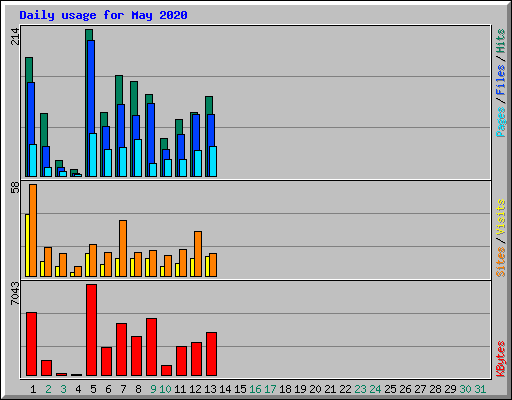 Daily usage for May 2020
214
Pages / Files / Hits
58
Sites / Visits
7043
KBytes
1 2 3 4 5 6 7 8 9 10 11 12 13 14 15 16 17 18 19 20 21 22 23 24 25 26 27 28 29 30 31